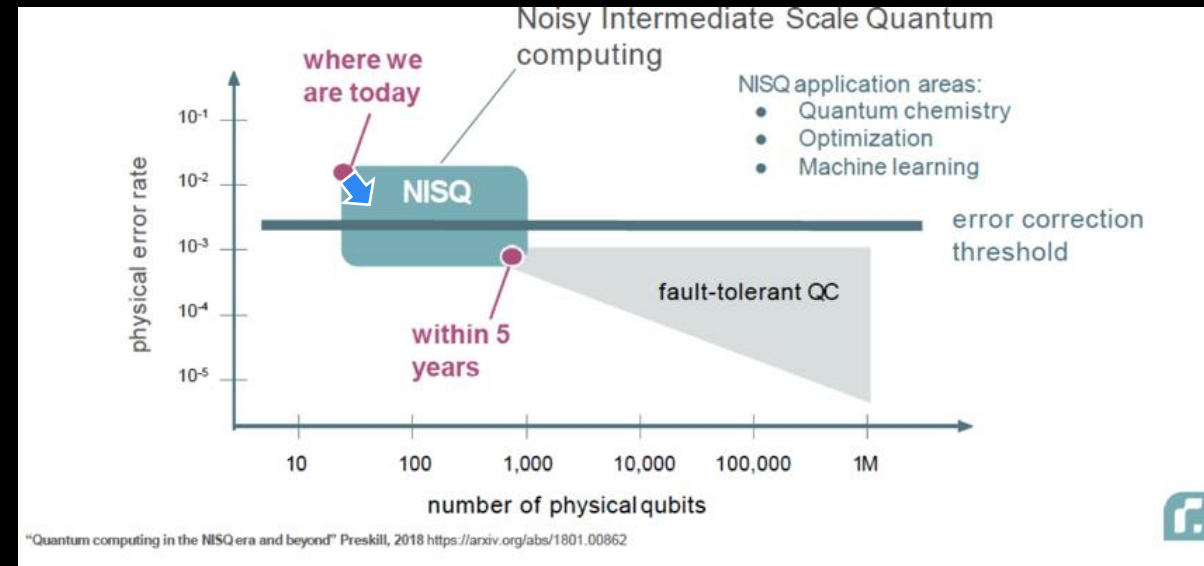 Noisy Intermediate Scale Quantum
computing
where we
are today
NISQ application areas:
● Quantum chemistry
● Optimization
● Machine learning
physical error rate
10⁻¹
10⁻²
10⁻³
10⁻⁴
10⁻⁵
NISQ
error correction
threshold
fault-tolerant QC
within 5
years
10
100
1,000
10,000
100,000
1M
number of physical qubits
"Quantum computing in the NISQ era and beyond" Preskill, 2018 https://arxiv.org/abs/1801.00862
r.